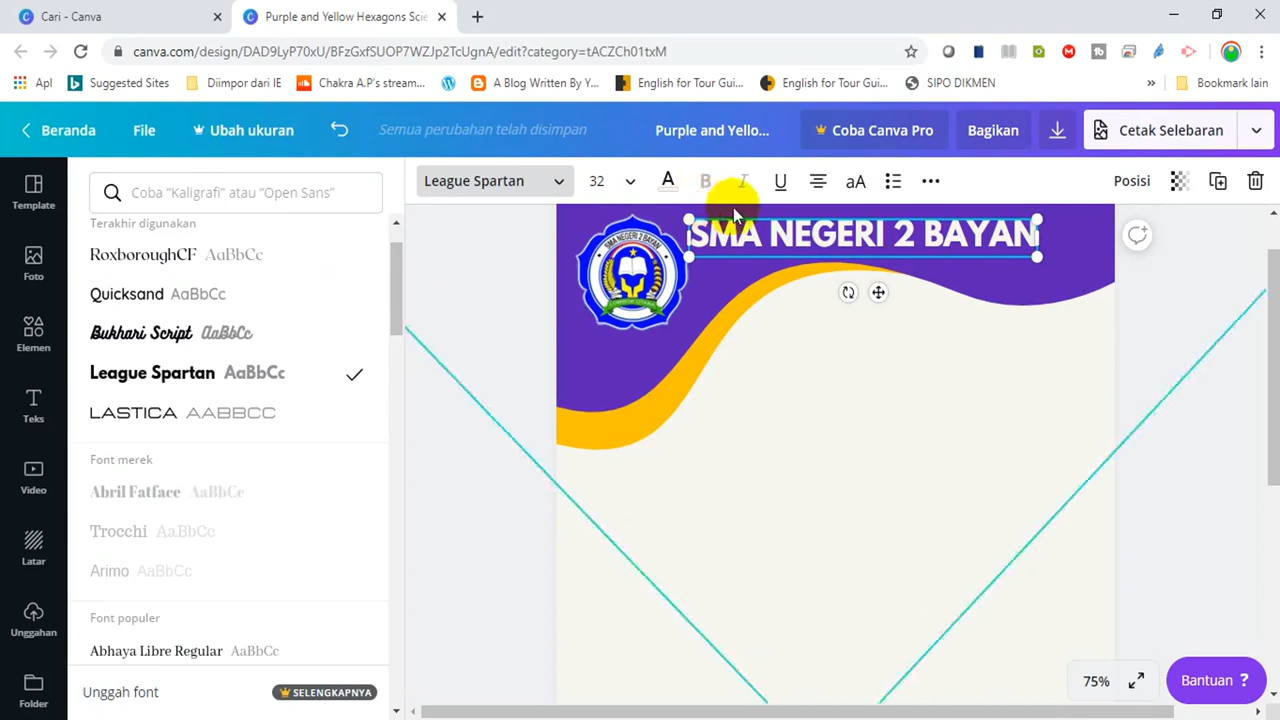 Cari - Canva
Purple and Yellow Hexagons Scie
canva.com/design/DAD9LyP70xU/BFzGxfSUOP7WZJp2TcUgnA/edit?category=tACZCh01txM
Apl
Suggested Sites
Diimpor dari IE
Chakra A.P's stream...
A Blog Written By Y...
English for Tour Gui...
English for Tour Gui...
SIPO DIKMEN
»
Bookmark lain
Beranda
File
Ubah ukuran
Semua perubahan telah disimpan
Purple and Yello...
Coba Canva Pro
Bagikan
Cetak Selebaran
Template
Foto
Elemen
Teks
Video
Latar
Unggahan
Folder
Coba "Kaligrafi" atau "Open Sans"
Terakhir digunakan
RoxboroughCF AaBbCc
Quicksand AaBbCc
Bukhari Script AaBbCc
League Spartan AaBbCc
LASTICA AABBCC
Font merek
Abril Fatface AaBbCc
Trocchi AaBbCc
Arimo AaBbCc
Font populer
Abhaya Libre Regular AaBbCc
Unggah font
SELENGKAPNYA
League Spartan
32
A
B
I
U
aA
Posisi
SMA NEGERI 2 BAYAN
SMA NEGERI 2 BAYAN
75%
Bantuan ?